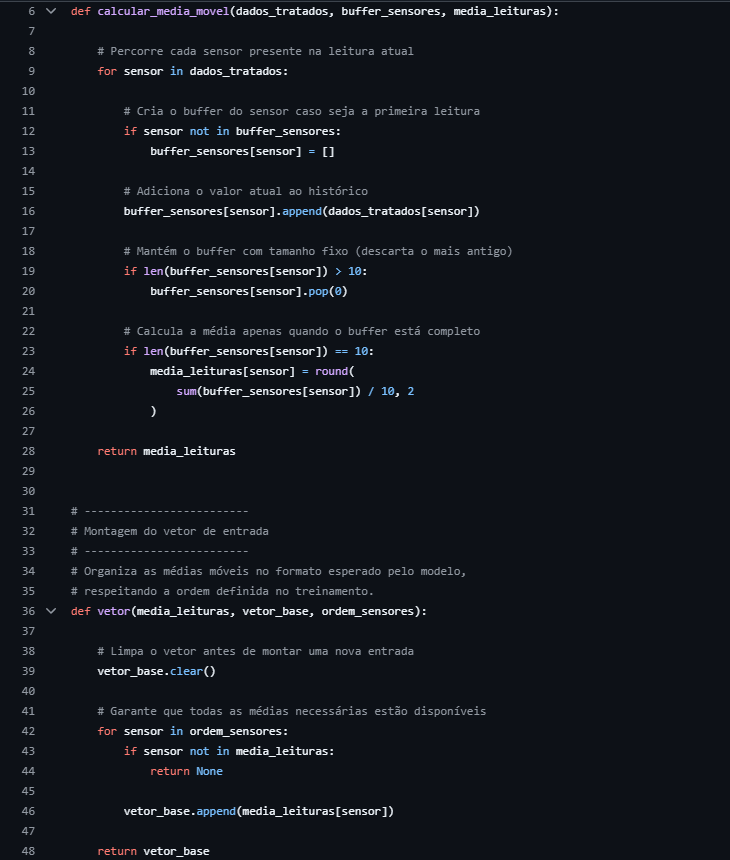 6 def calcular_media_movel(dados_tratados, buffer_sensores, media_leituras):
7
8 # Percorre cada sensor presente na leitura atual
9 for sensor in dados_tratados:
10
11 # Cria o buffer do sensor caso seja a primeira leitura
12 if sensor not in buffer_sensores:
13 buffer_sensores[sensor] = []
14
15 # Adiciona o valor atual ao histórico
16 buffer_sensores[sensor].append(dados_tratados[sensor])
17
18 # Mantém o buffer com tamanho fixo (descarta o mais antigo)
19 if len(buffer_sensores[sensor]) > 10:
20 buffer_sensores[sensor].pop(0)
21
22 # Calcula a média apenas quando o buffer está completo
23 if len(buffer_sensores[sensor]) == 10:
24 media_leituras[sensor] = round(
25 sum(buffer_sensores[sensor]) / 10, 2
26 )
27
28 return media_leituras
29
30
31 # -------------------------
32 # Montagem do vetor de entrada
33 # -------------------------
34 # Organiza as médias móveis no formato esperado pelo modelo,
35 # respeitando a ordem definida no treinamento.
36 def vetor(media_leituras, vetor_base, ordem_sensores):
37
38 # Limpa o vetor antes de montar uma nova entrada
39 vetor_base.clear()
40
41 # Garante que todas as médias necessárias estão disponíveis
42 for sensor in ordem_sensores:
43 if sensor not in media_leituras:
44 return None
45
46 vetor_base.append(media_leituras[sensor])
47
48 return vetor_base